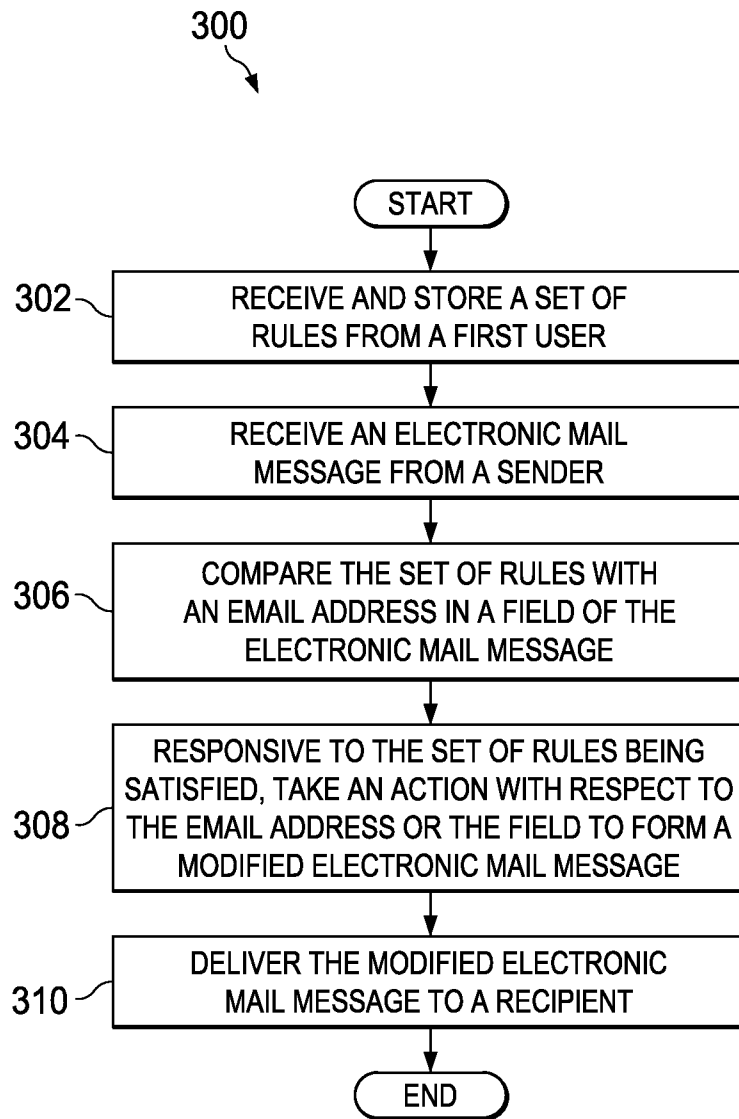 300
START
302
RECEIVE AND STORE A SET OF
RULES FROM A FIRST USER
304
RECEIVE AN ELECTRONIC MAIL
MESSAGE FROM A SENDER
306
COMPARE THE SET OF RULES WITH
AN EMAIL ADDRESS IN A FIELD OF THE
ELECTRONIC MAIL MESSAGE
308
RESPONSIVE TO THE SET OF RULES BEING
SATISFIED, TAKE AN ACTION WITH RESPECT TO
THE EMAIL ADDRESS OR THE FIELD TO FORM A
MODIFIED ELECTRONIC MAIL MESSAGE
310
DELIVER THE MODIFIED ELECTRONIC
MAIL MESSAGE TO A RECIPIENT
END